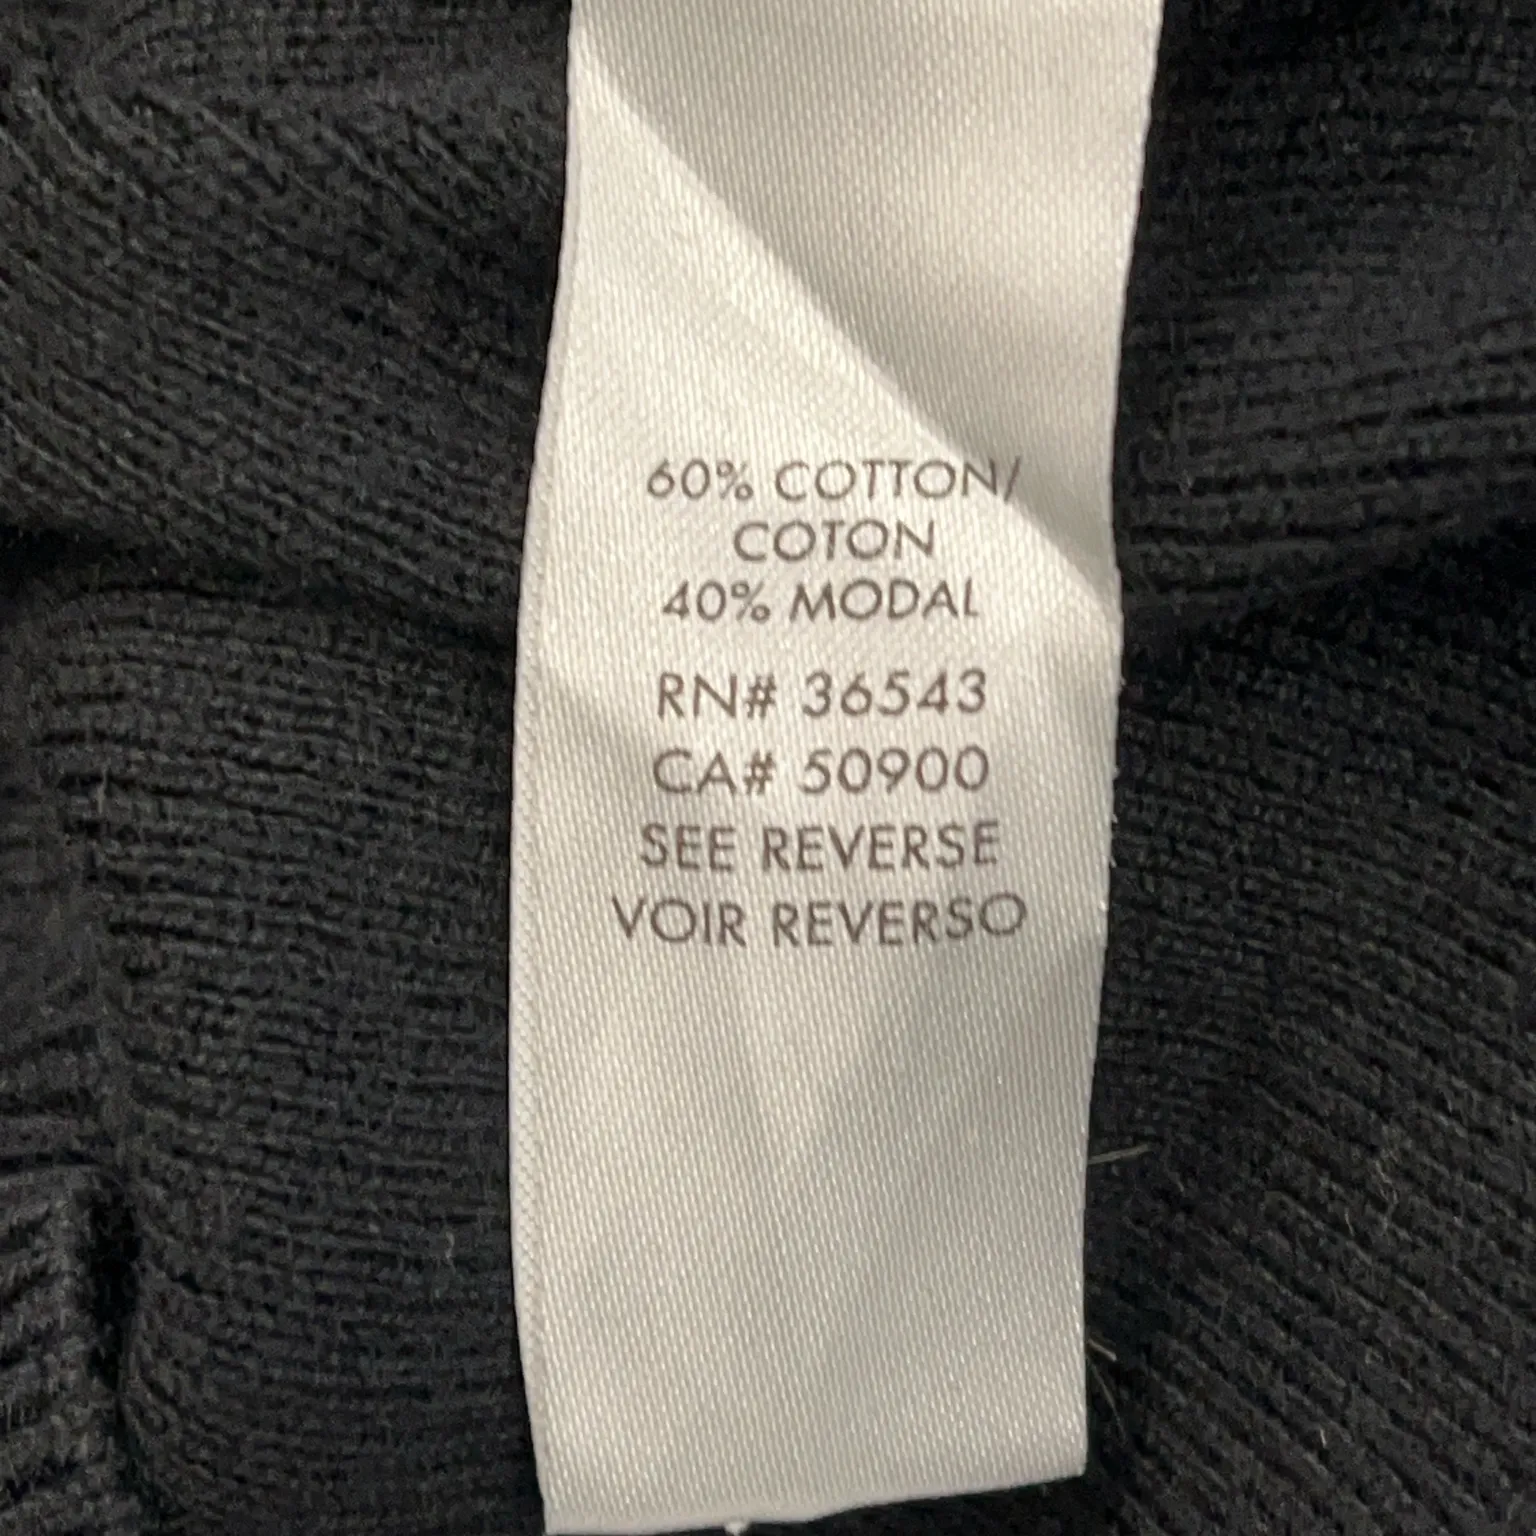 60% COTTON/
COTON
40% MODAL
RN# 36543
CA# 50900
SEE REVERSE
VOIR REVERSO